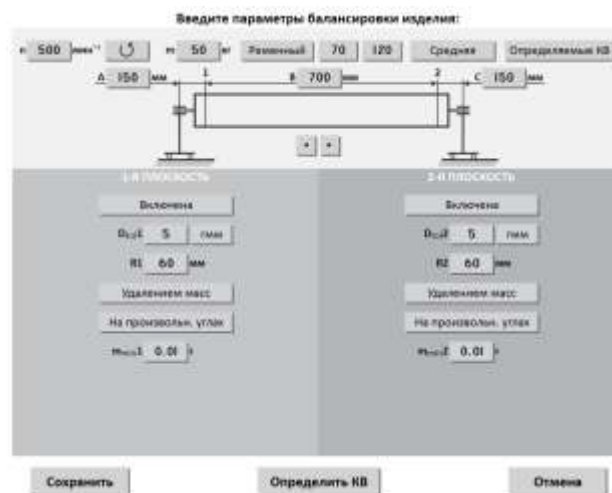 Введите параметры балансировки изделия:
n 500 мин⁻¹ m 50 кг Ременный 70 120 Средняя Определяемые КВ
A 150 мм 1 B 700 мм 2 C 150 мм
1-Я ПЛОСКОСТЬ 2-Я ПЛОСКОСТЬ
Включена Включена
5 гмм 5 гмм
R1 60 мм R2 60 мм
Удалением масс Удалением масс
На произвольн. углах На произвольн. углах
0.01 г 0.01 г
Сохранить Определить КВ Отмена